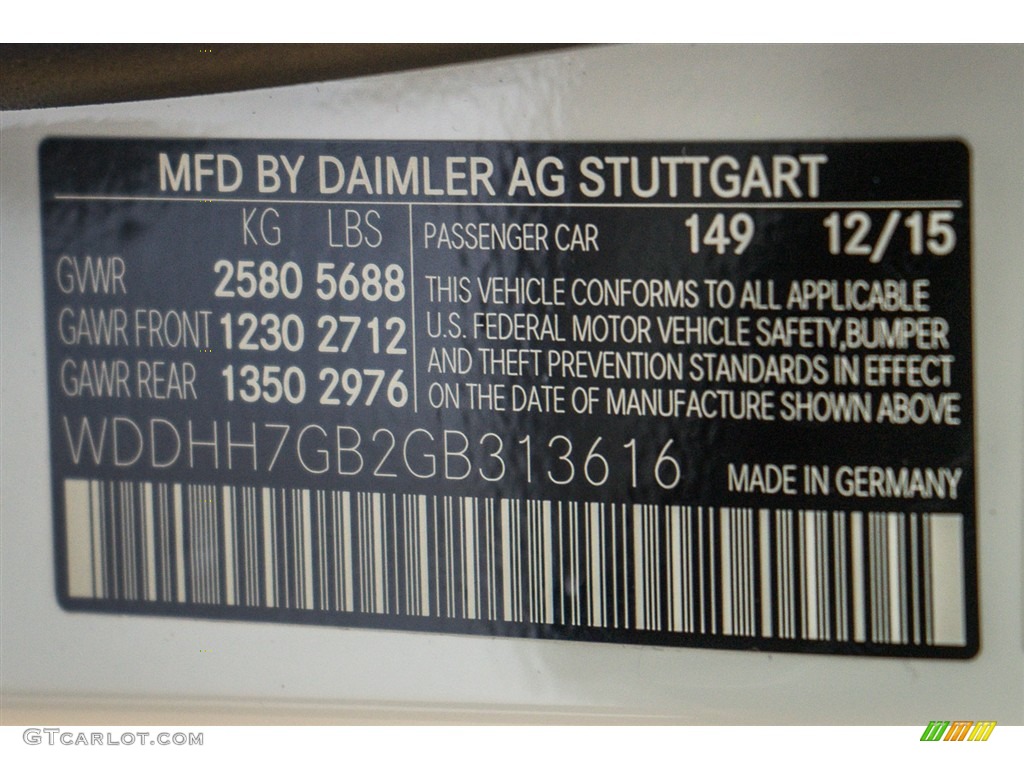 MFD BY DAIMLER AG STUTTGART
KG LBS
GVWR 2580 5688
GAWR FRONT 1230 2712
GAWR REAR 1350 2976
PASSENGER CAR 149 12/15
THIS VEHICLE CONFORMS TO ALL APPLICABLE
U.S. FEDERAL MOTOR VEHICLE SAFETY,BUMPER
AND THEFT PREVENTION STANDARDS IN EFFECT
ON THE DATE OF MANUFACTURE SHOWN ABOVE
WDDHH7GB2GB313616
MADE IN GERMANY
GTCARLOT.COM